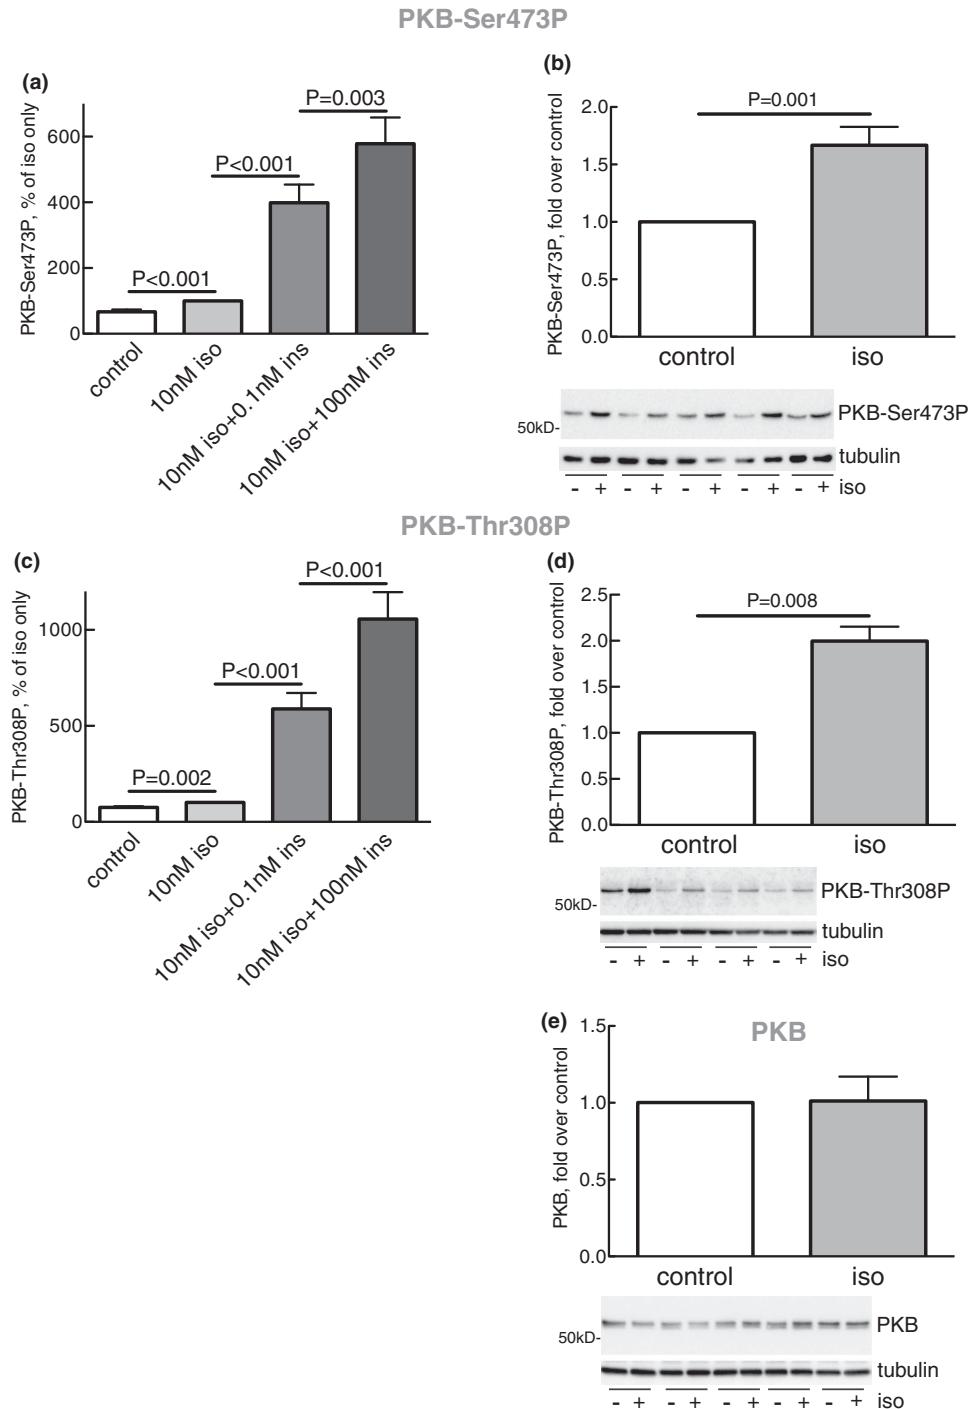 PKB-Ser473P
(a)
PKB-Ser473P, % of iso only
600
400
200
0
P<0.001
P<0.001
P=0.003
control
10nM iso
10nM iso+0.1nM ins
10nM iso+100nM ins
(b)
PKB-Ser473P, fold over control
2.0
1.5
1.0
0.5
0.0
P=0.001
control iso
50kD-
PKB-Ser473P
tubulin
- + - + - + - + - + iso
PKB-Thr308P
(c)
PKB-Thr308P, % of iso only
1000
500
0
P=0.002
P<0.001
P<0.001
control
10nM iso
10nM iso+0.1nM ins
10nM iso+100nM ins
(d)
PKB-Thr308P, fold over control
2.5
2.0
1.5
1.0
0.5
0.0
P=0.008
control iso
50kD-
PKB-Thr308P
tubulin
- + - + - + - + iso
(e)
PKB
PKB, fold over control
1.5
1.0
0.5
0.0
control iso
50kD-
PKB
tubulin
- + - + - + - + - + iso